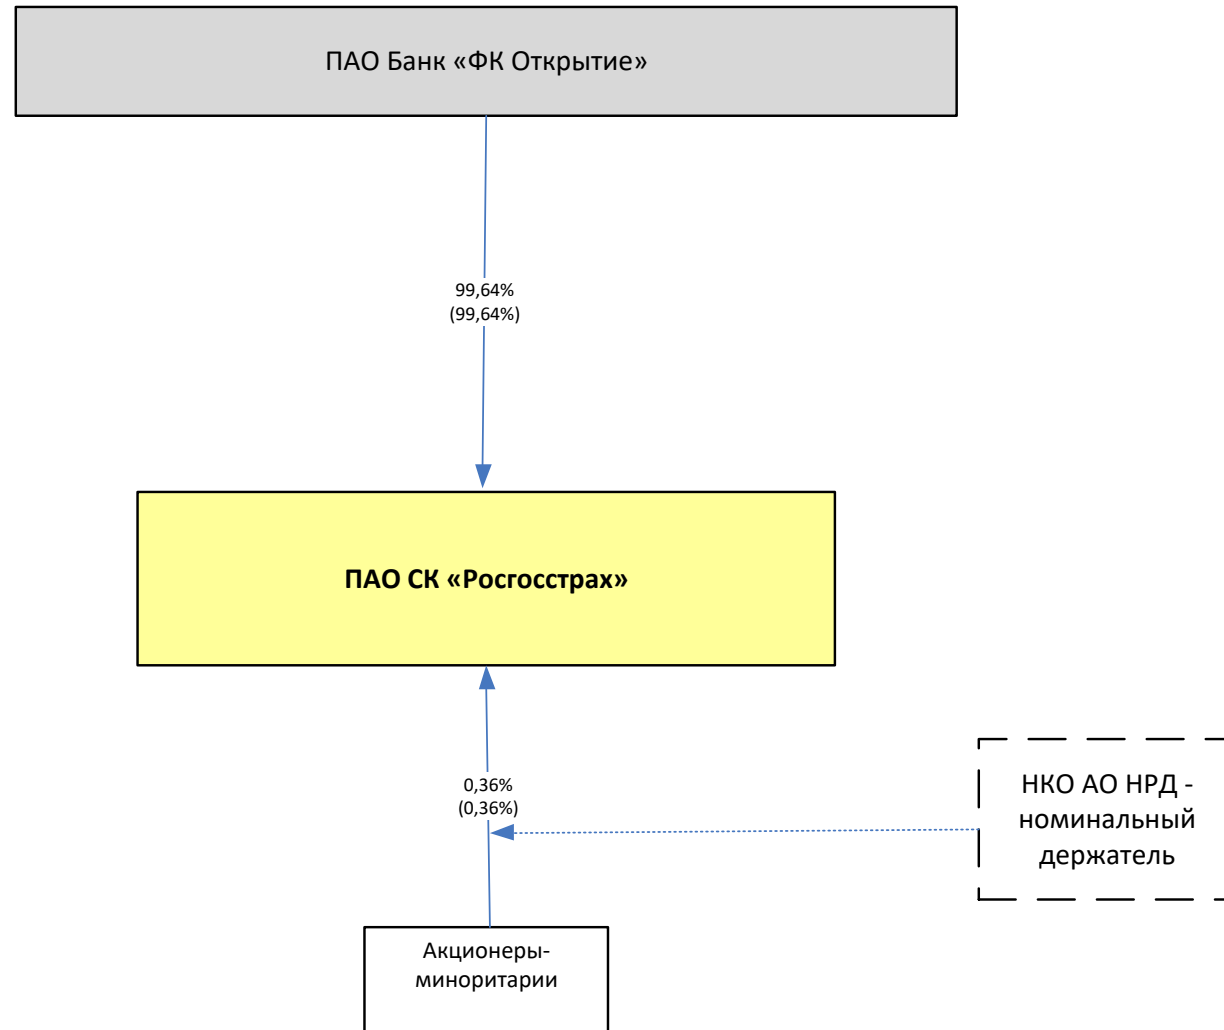 ПАО Банк «ФК Открытие»
99,64%
(99,64%)
ПАО СК «Росгосстрах»
0,36%
(0,36%)
НКО АО НРД -
номинальный
держатель
Акционеры-
миноритарии